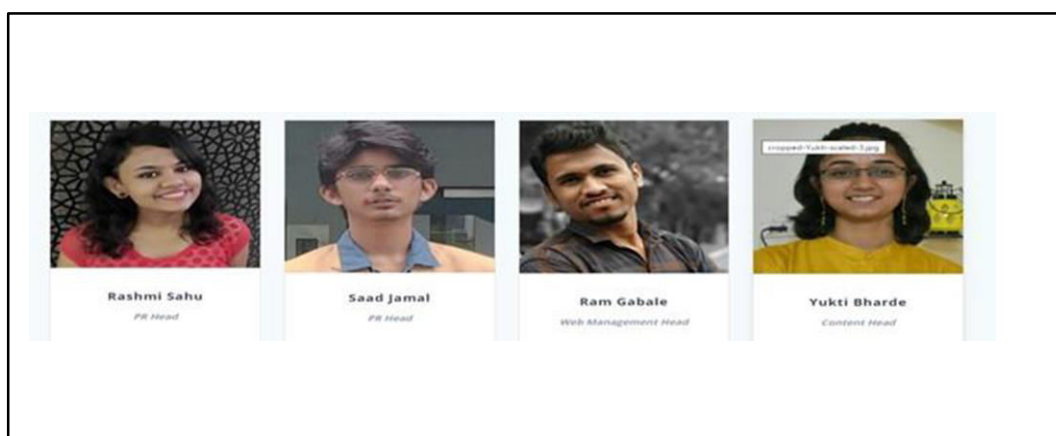 cropped-Yukti-scaled-3.jpg
Rashmi Sahu
PR Head
Saad Jamal
PR Head
Ram Gabale
Web Management Head
Yukti Bharde
Content Head